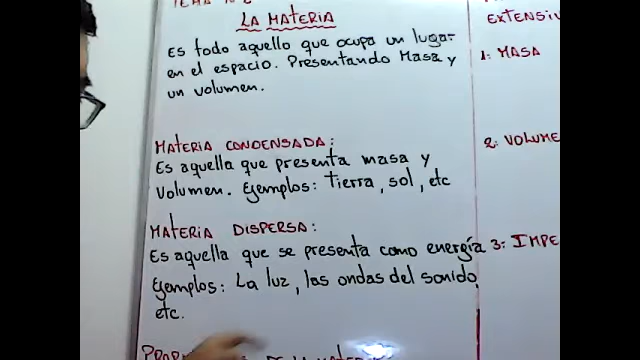 LA MATERIA
Es todo aquello que ocupa un lugar
en el espacio. Presentando Masa y
un volumen.
MATERIA CONDENSADA:
Es aquella que presenta masa y
volumen. Ejemplos: Tierra, sol, etc
MATERIA DISPERSA:
Es aquella que se presenta como energía
Ejemplos: La luz, las ondas del sonido,
etc.
1: MASA
2: VOLUME
3: IMPE